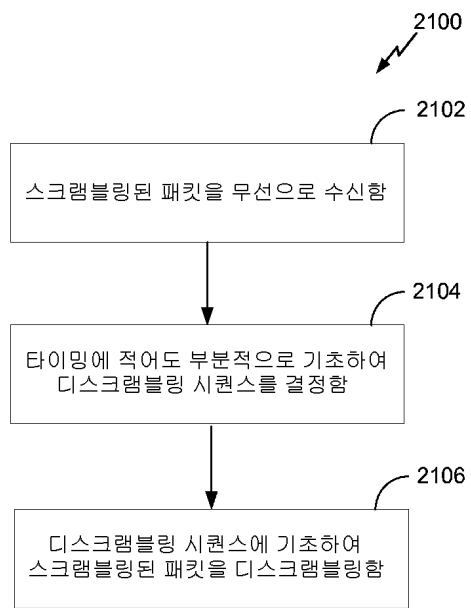 2100
2102
스크램블링된 패킷을 무선으로 수신함
2104
타이밍에 적어도 부분적으로 기초하여
디스크램블링 시퀀스를 결정함
2106
디스크램블링 시퀀스에 기초하여
스크램블링된 패킷을 디스크램블링함